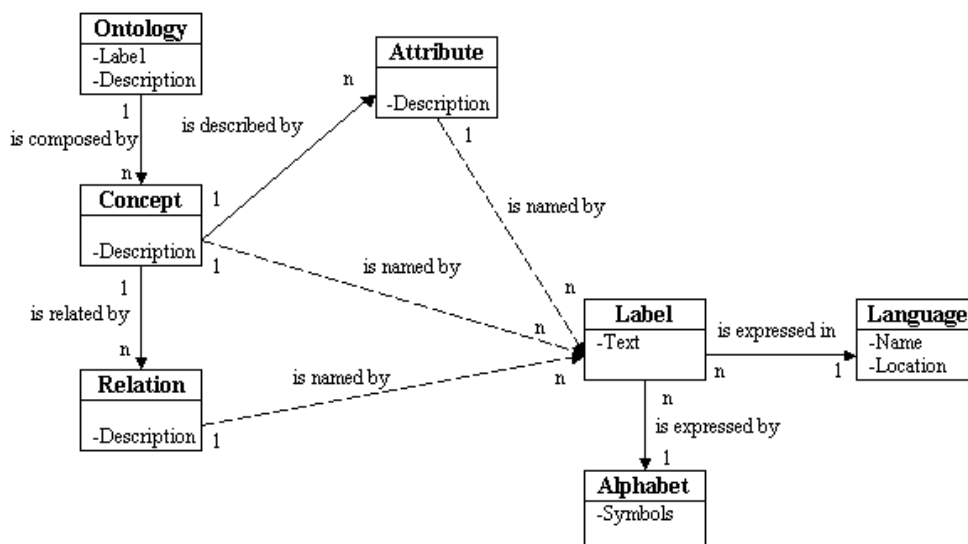 Ontology
-Label
-Description
1
is composed by
n
Attribute
-Description
n
1
is described by
1
Concept
-Description
1
1
is related by
n
is named by
n
is named by
n
Relation
-Description
1
is named by
n
Label
-Text
n
is expressed in
1
Language
-Name
-Location
n
is expressed by
1
Alphabet
-Symbols